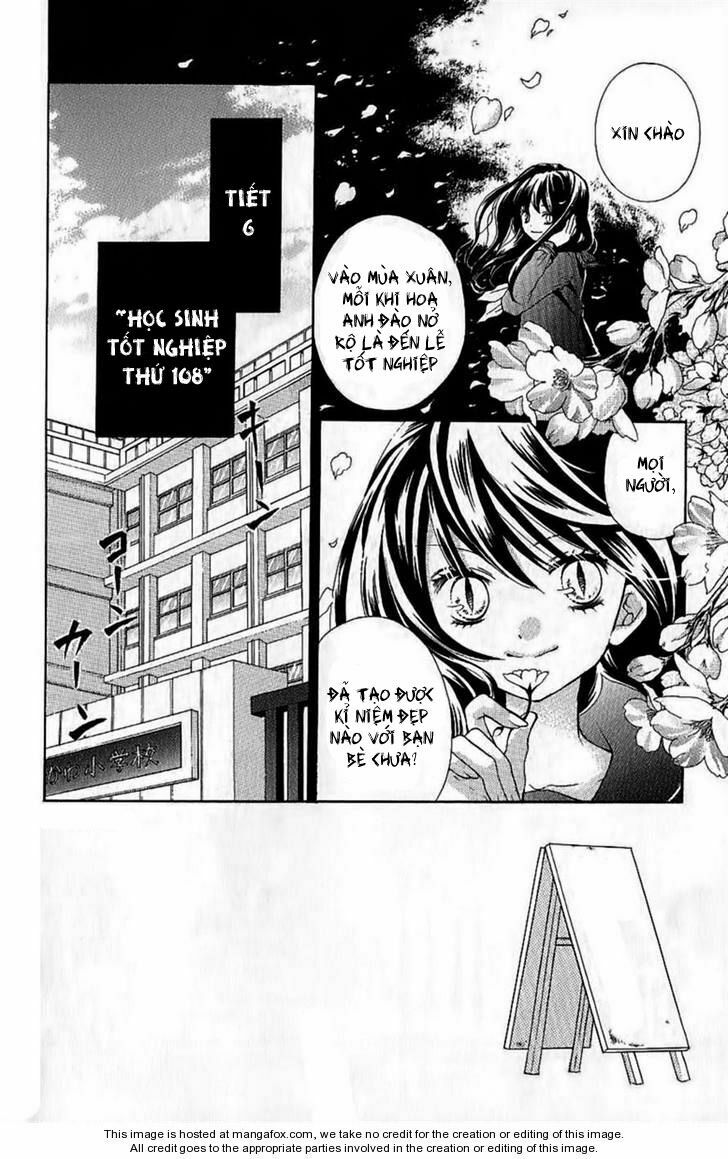 XIN CHÀO
VÀO MÙA XUÂN,
MỖI KHI HOA
ANH ĐÀO NỞ
RỘ LÀ ĐẾN LỄ
TỐT NGHIỆP
MỌI
NGƯỜI,
ĐÃ TẠO ĐƯỢC
KỈ NIỆM ĐẸP
NÀO VỚI BẠN
BÈ CHƯA?
TIẾT
6
"HỌC SINH
TỐT NGHIỆP
THỨ 108"
キーン
コーン
カーン
小学校
This image is hosted at mangafox.com, we take no credit for the creation or editing of this image.
All credit goes to the appropriate parties involved in the creation or editing of this image.